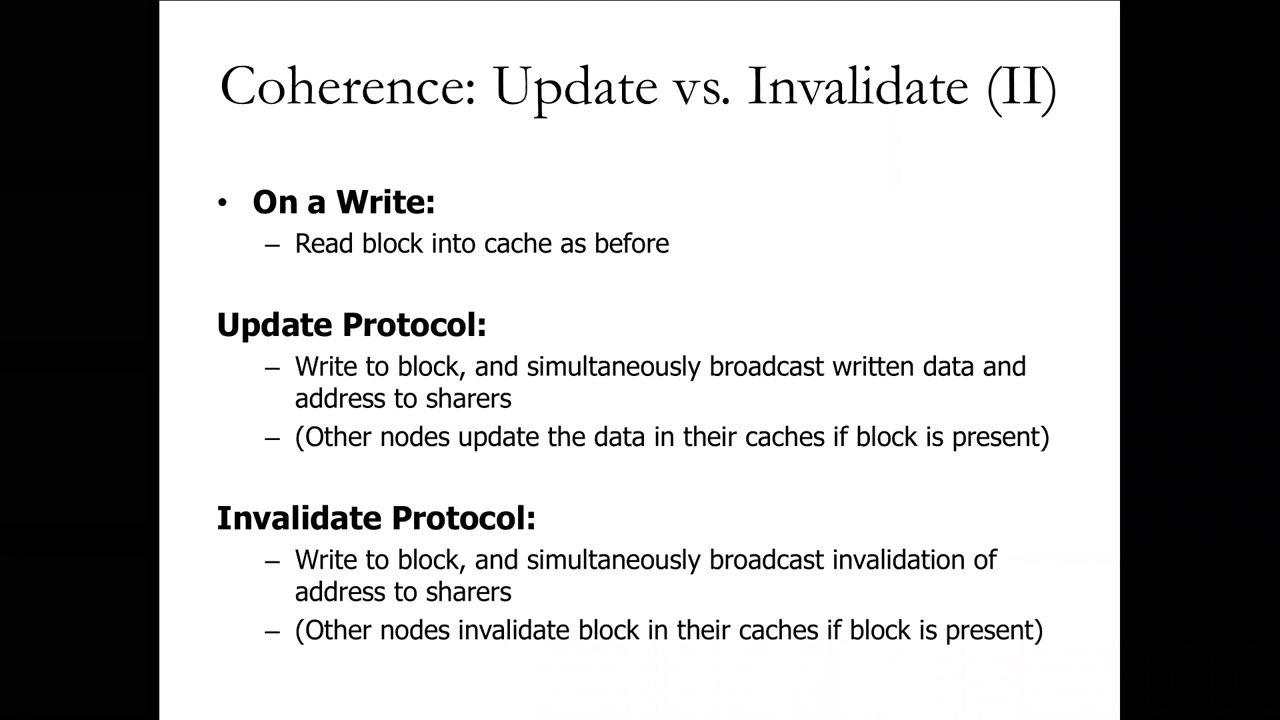 Coherence: Update vs. Invalidate (II)
• On a Write:
– Read block into cache as before
Update Protocol:
– Write to block, and simultaneously broadcast written data and
address to sharers
– (Other nodes update the data in their caches if block is present)
Invalidate Protocol:
– Write to block, and simultaneously broadcast invalidation of
address to sharers
– (Other nodes invalidate block in their caches if block is present)